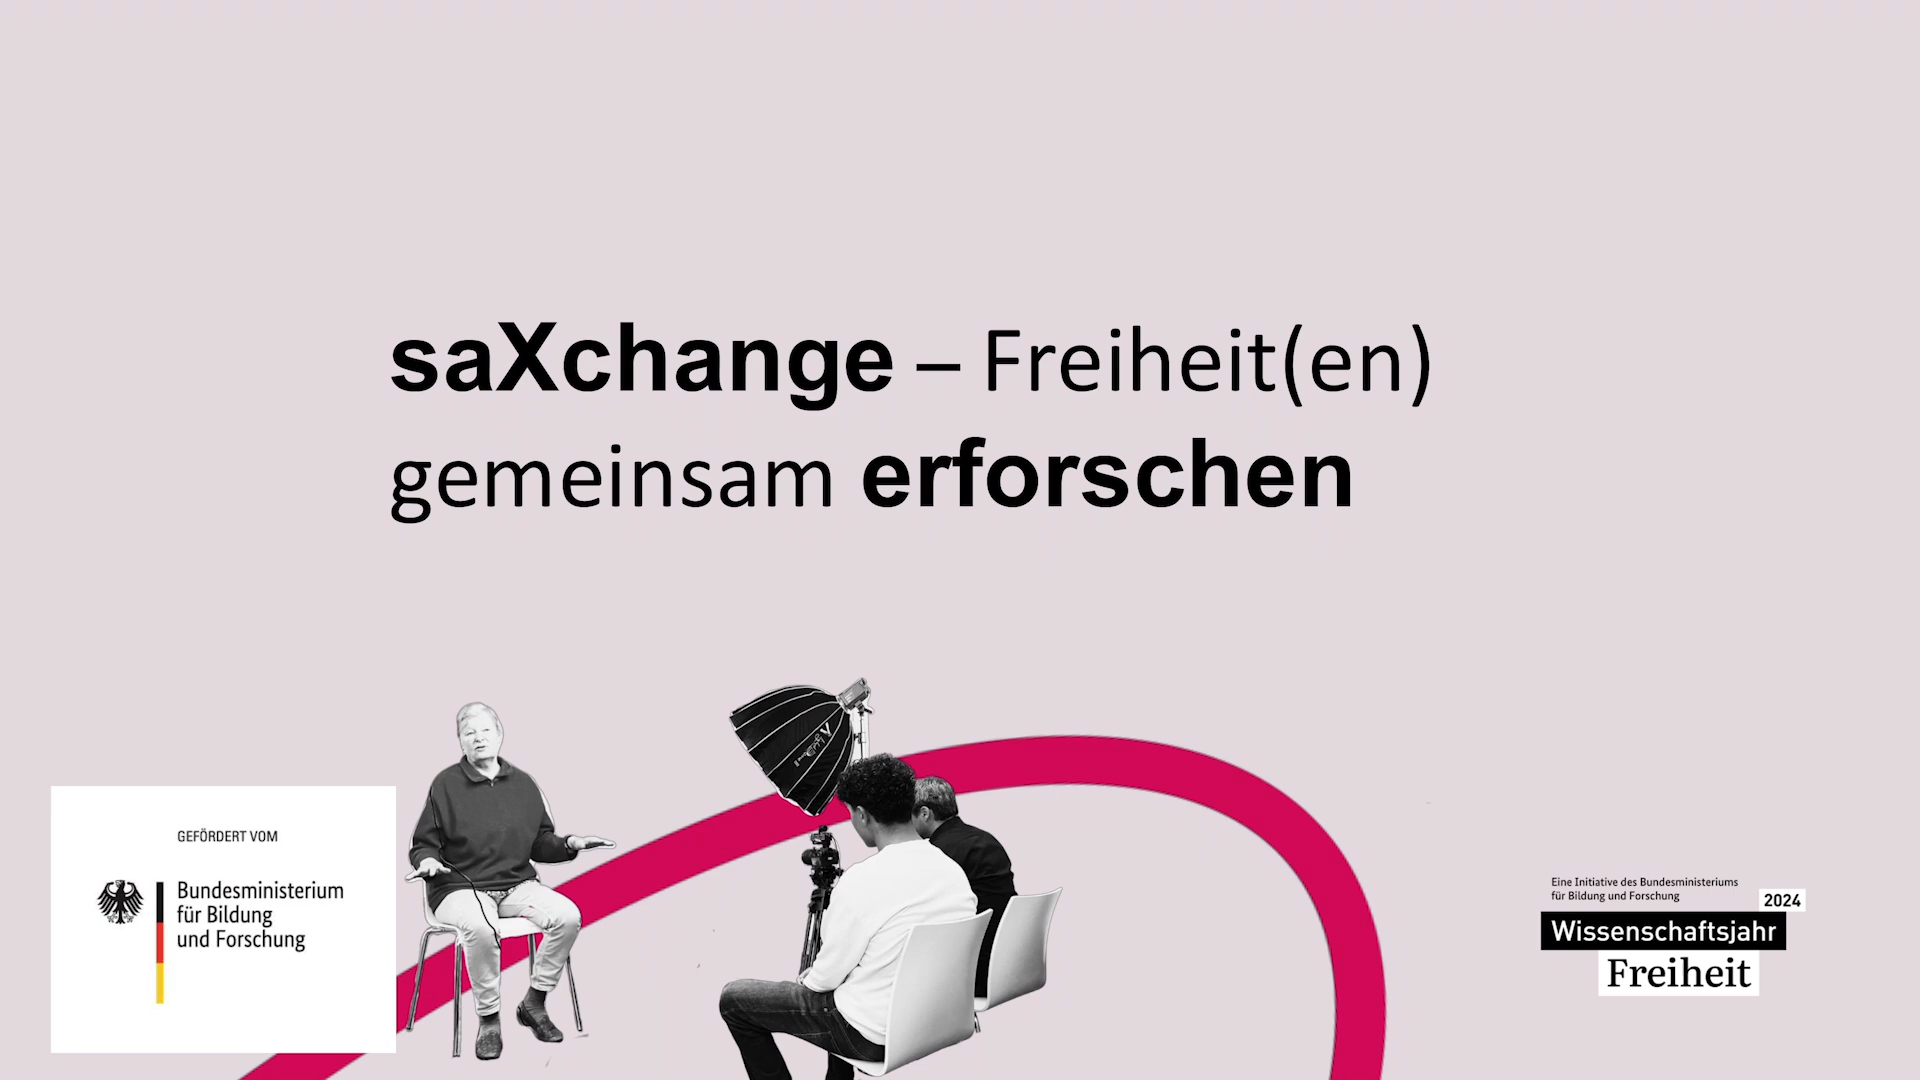 saXchange – Freiheit(en)
gemeinsam erforschen
GEFÖRDERT VOM
Bundesministerium
für Bildung
und Forschung
Eine Initiative des Bundesministeriums
für Bildung und Forschung
2024
Wissenschaftsjahr
Freiheit